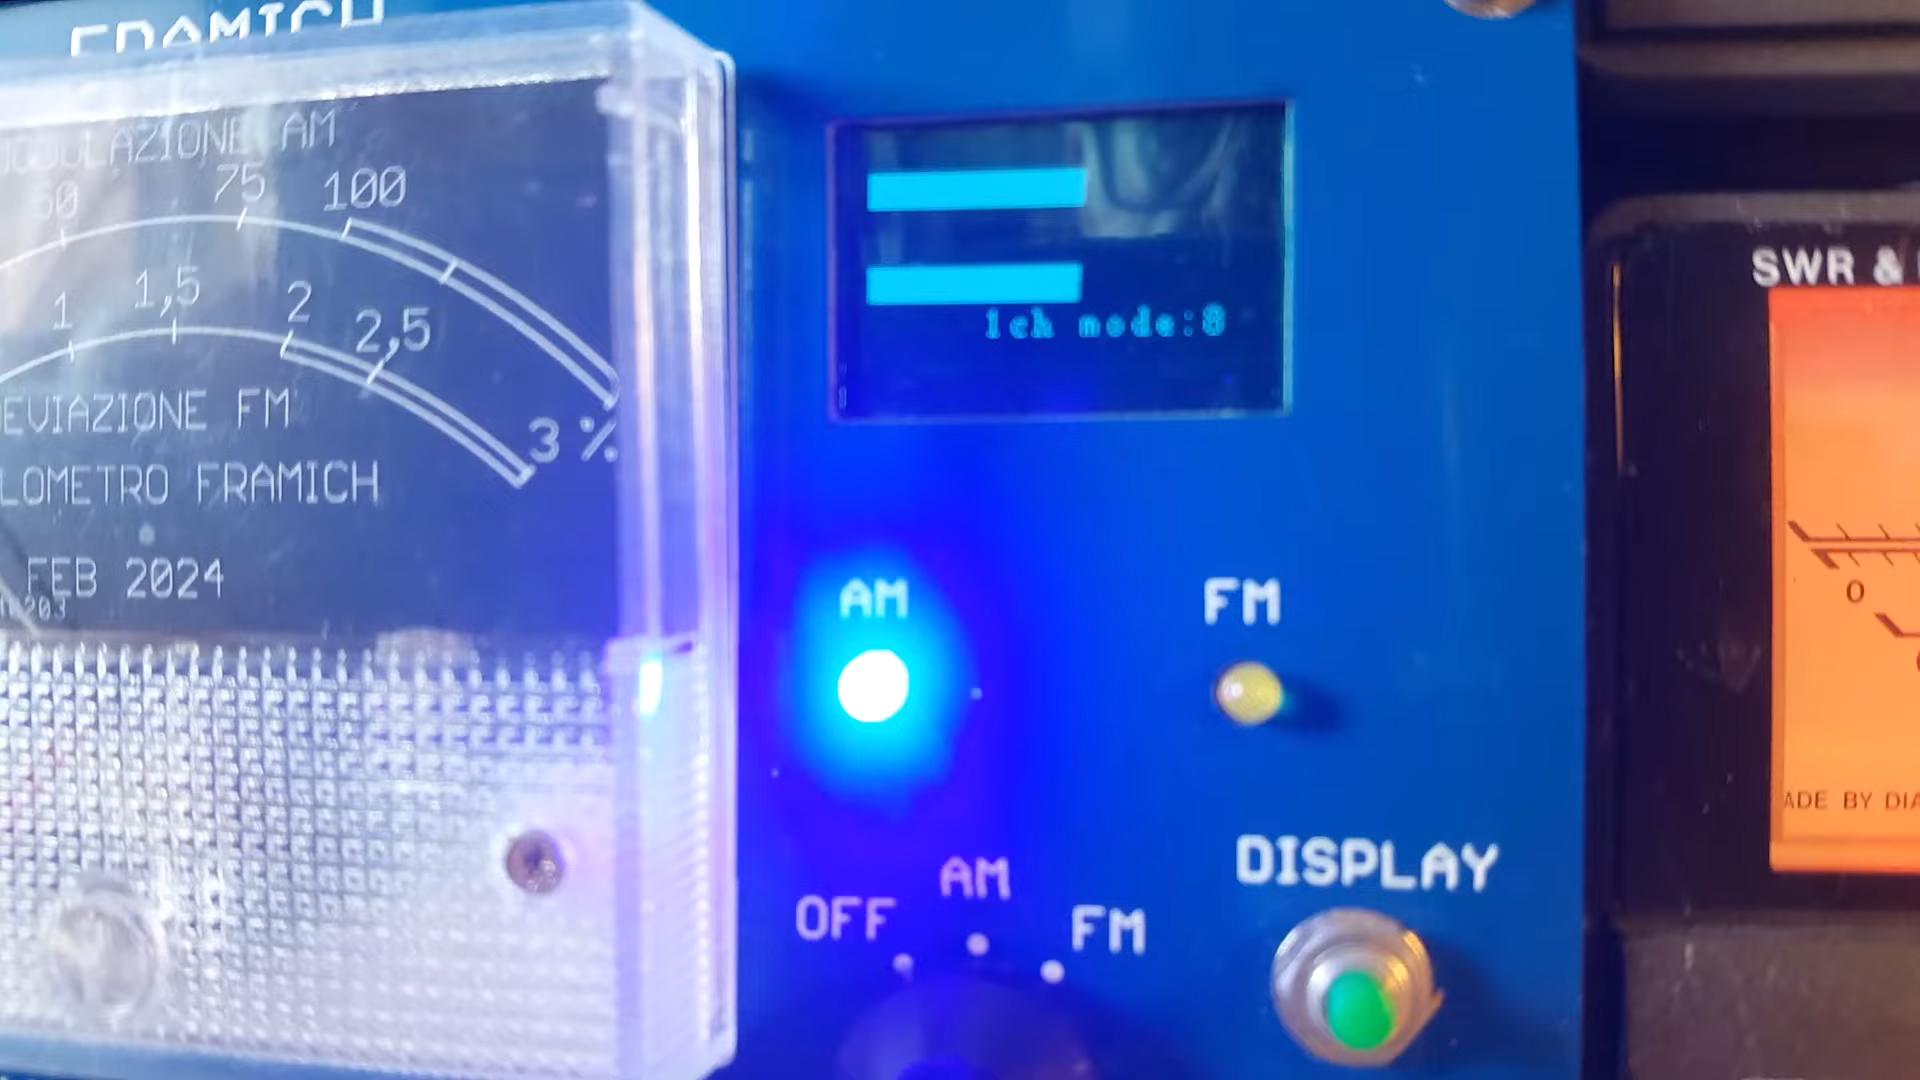 FRAMICH
MODULAZIONE AM
50 75 100
1 1,5 2 2,5
3 %
DEVIAZIONE FM
LOMETRO FRAMICH
FEB 2024
1ch mode:8
AM FM
DISPLAY
OFF AM FM
SWR &
0
ADE BY DIA